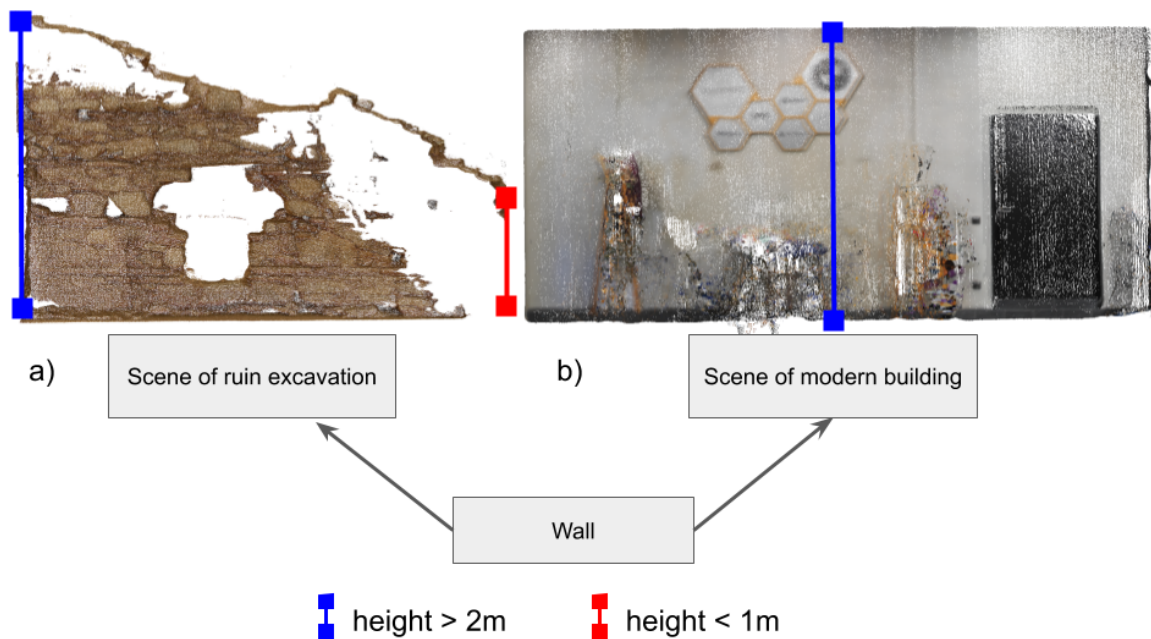 a)
Scene of ruin excavation
b)
Scene of modern building
Wall
height > 2m
height < 1m